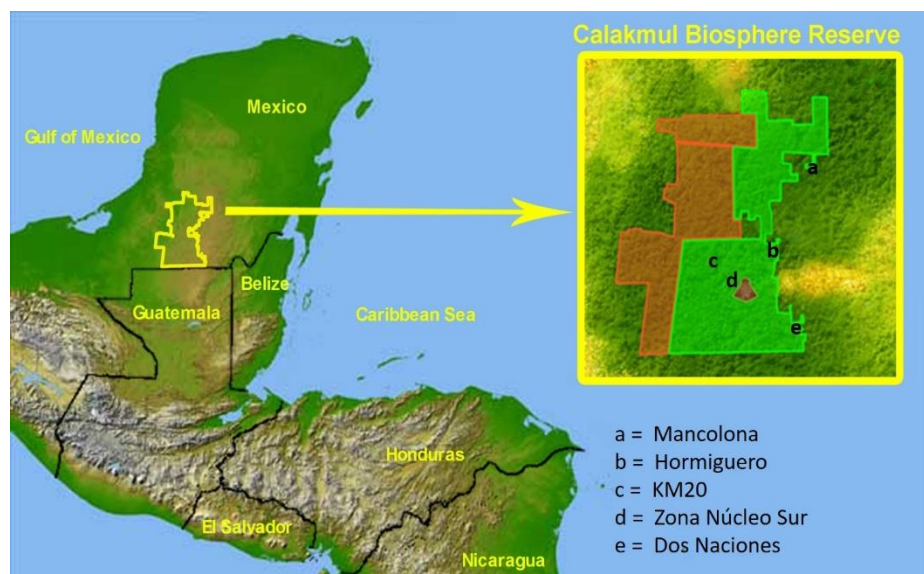 Calakmul Biosphere Reserve
Mexico
Gulf of Mexico
Belize
Guatemala
Caribbean Sea
Honduras
El Salvador
Nicaragua
a
b
c
d
e
a = Mancolona
b = Hormiguero
c = KM20
d = Zona Núcleo Sur
e = Dos Naciones